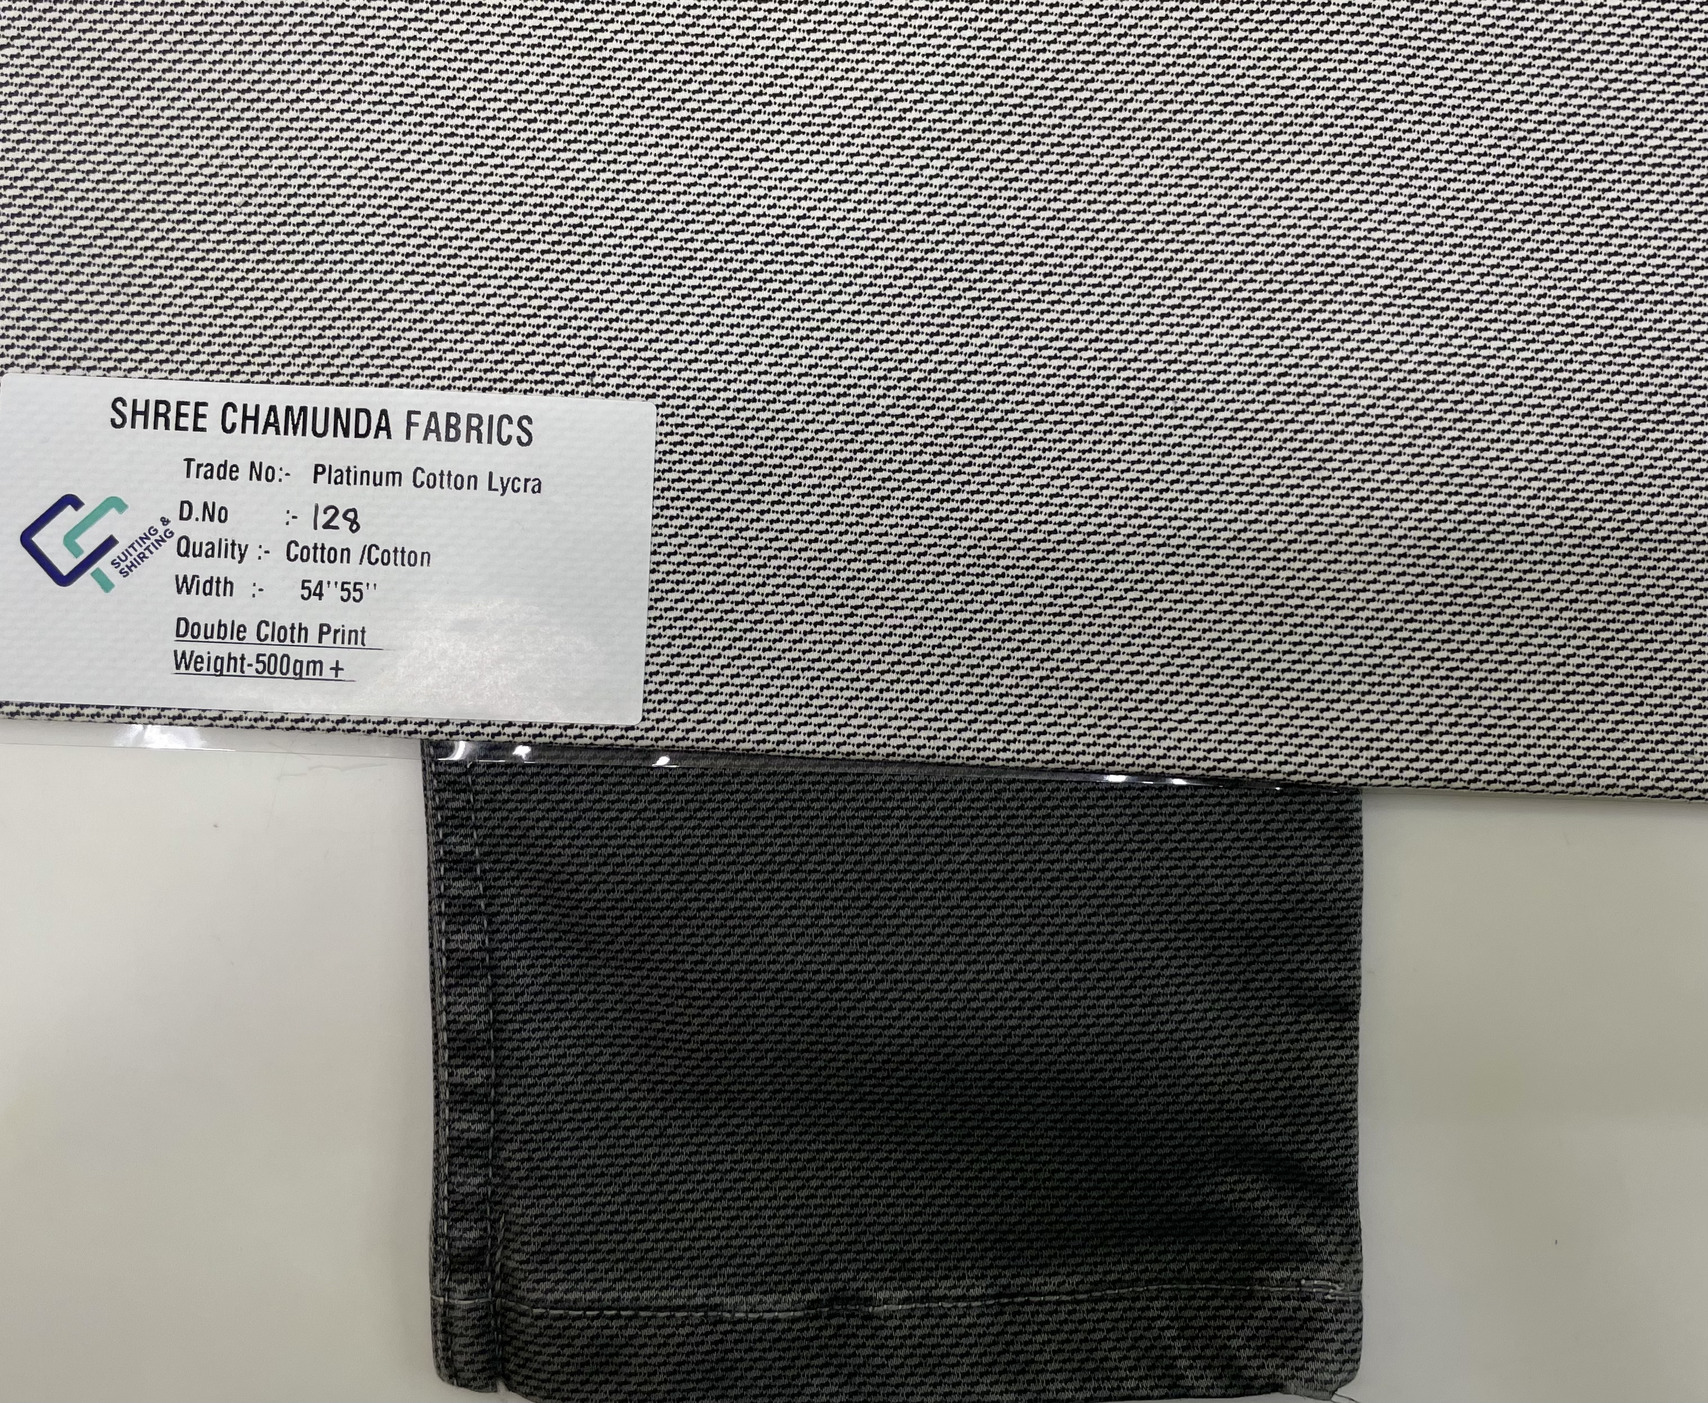 SHREE CHAMUNDA FABRICS
Trade No:- Platinum Cotton Lycra
D.No :- 128
Quality :- Cotton /Cotton
Width :- 54''55''
Double Cloth Print
Weight-500gm +
SUITING &
SHIRTING